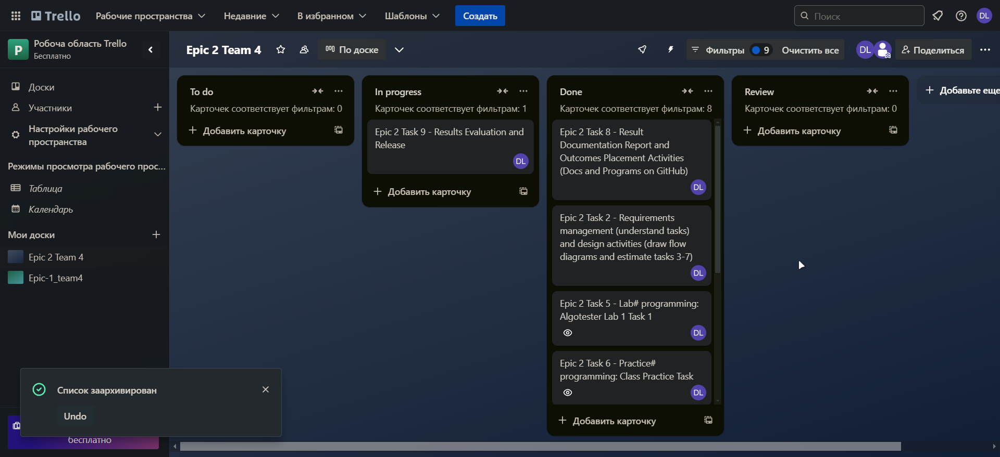 Trello
Рабочие пространства
Недавние
В избранном
Шаблоны
Создать
Поиск
DL
P
Робоча область Trello
Бесплатно
Epic 2 Team 4
По доске
Фильтры
9
Очистить все
DL
Поделиться
Доски
Участники
Настройки рабочего
пространства
Режимы просмотра рабочего прос...
Таблица
Календарь
Мои доски
Epic 2 Team 4
Epic-1_team4
Список заархивирован
Undo
бесплатно
To do
Карточек соответствует фильтрам: 0
Добавить карточку
In progress
Карточек соответствует фильтрам: 1
Epic 2 Task 9 - Results Evaluation and
Release
DL
Добавить карточку
Done
Карточек соответствует фильтрам: 8
Epic 2 Task 8 - Result
Documentation Report and
Outcomes Placement Activities
(Docs and Programs on GitHub)
DL
Epic 2 Task 2 - Requirements
management (understand tasks)
and design activities (draw flow
diagrams and estimate tasks 3-7)
DL
Epic 2 Task 5 - Lab# programming:
Algotester Lab 1 Task 1
DL
Epic 2 Task 6 - Practice#
programming: Class Practice Task
DL
Добавить карточку
Review
Карточек соответствует фильтрам: 0
Добавить карточку
Добавьте еще